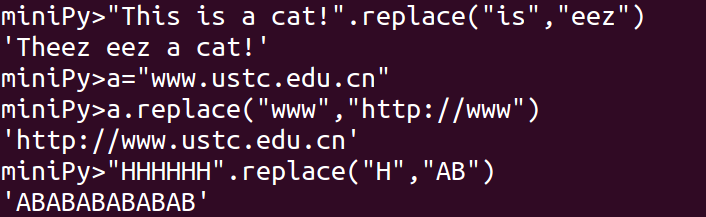 miniPy>"This is a cat!".replace("is","eez")
'Theez eez a cat!'
miniPy>a="www.ustc.edu.cn"
miniPy>a.replace("www","http://www")
'http://www.ustc.edu.cn'
miniPy>"HHHHHH".replace("H","AB")
'ABABABABABAB'